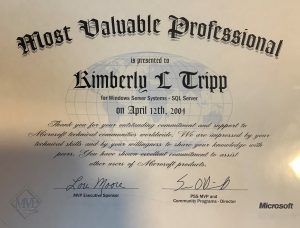 Most Valuable Professional
is presented to
Kimberly L Tripp
for Windows Server Systems - SQL Server
on April 12th, 2004
Thank you for your outstanding commitment and support to
Microsoft technical communities worldwide. We are impressed by your
technical skills and by your willingness to share your knowledge with
peers. You have shown excellent commitment to assist
other users of Microsoft products.
Lori Moore
MVP Executive Sponsor
PSS MVP and
Community Programs - Director
MVP
Microsoft